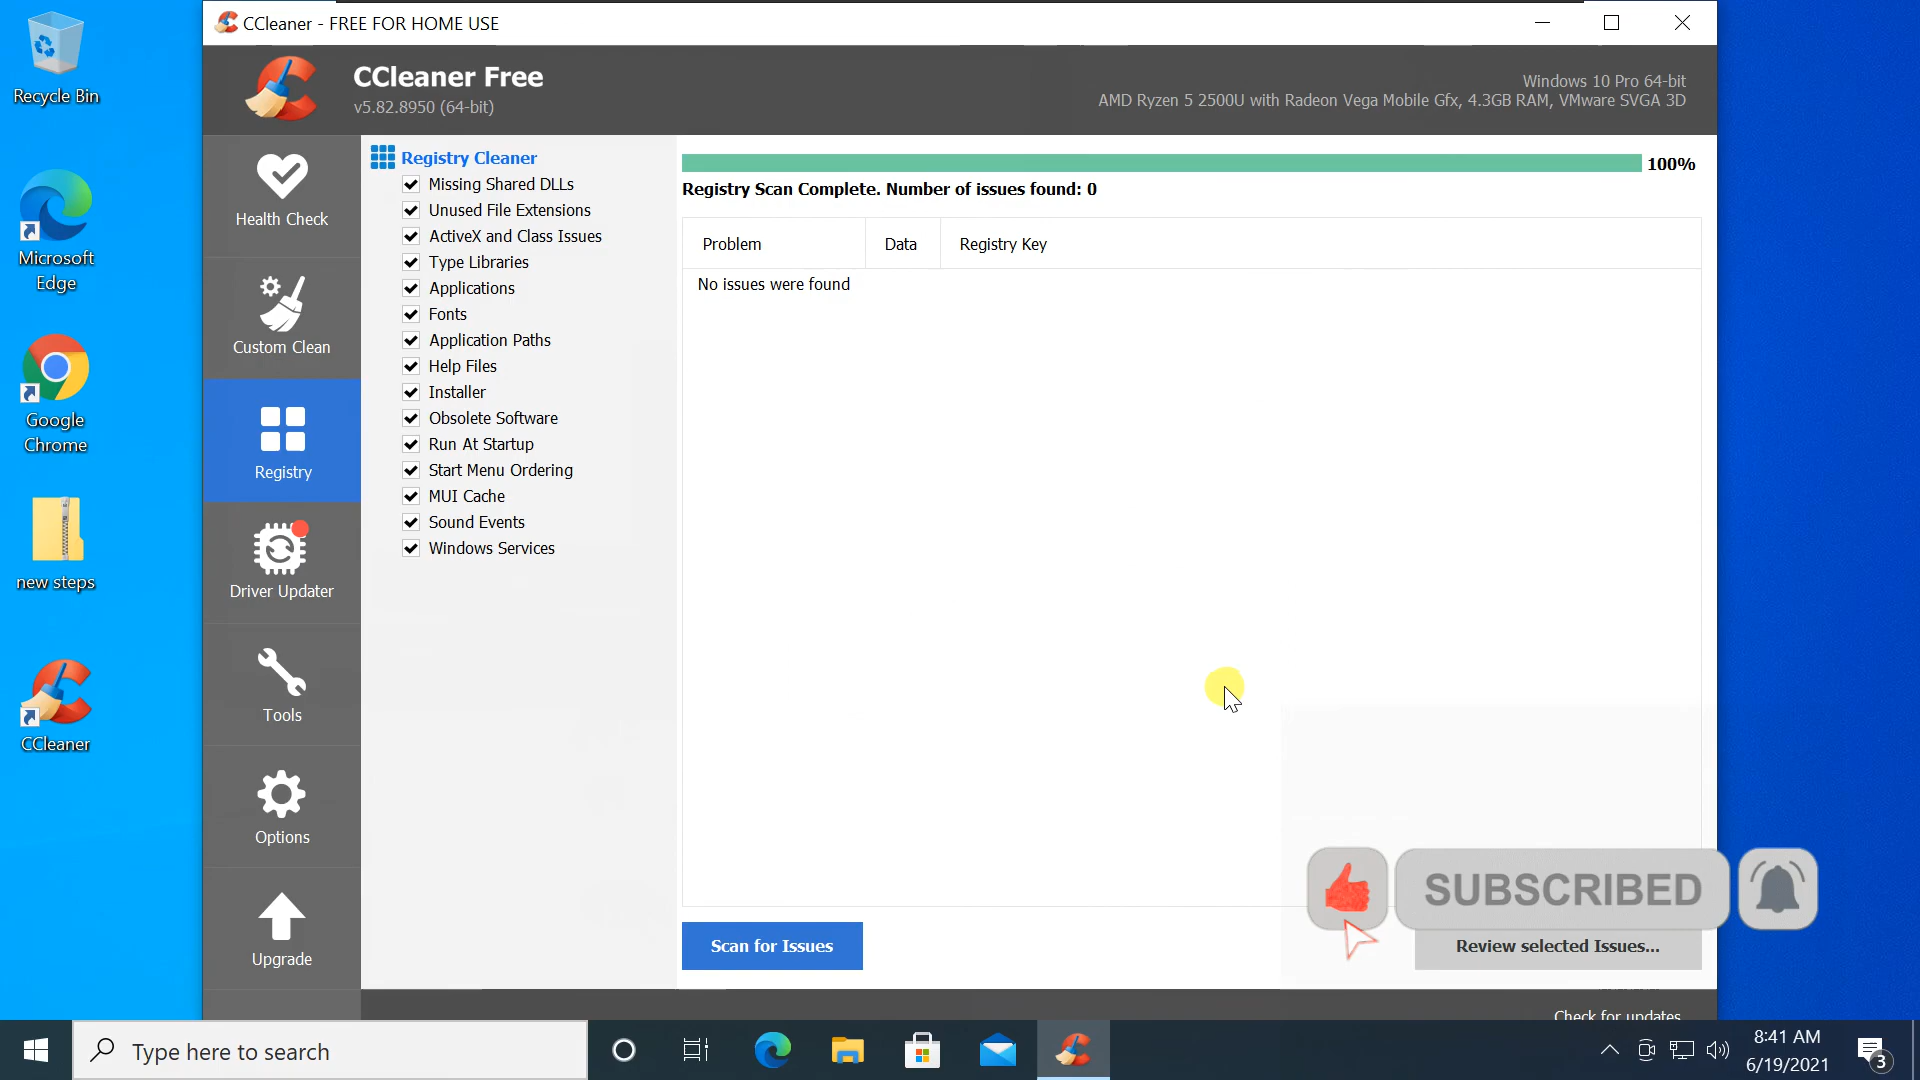 Recycle Bin
Microsoft
Edge
Google
Chrome
new steps
CCleaner
CCleaner - FREE FOR HOME USE
CCleaner Free
v5.82.8950 (64-bit)
Windows 10 Pro 64-bit
AMD Ryzen 5 2500U with Radeon Vega Mobile Gfx, 4.3GB RAM, VMware SVGA 3D
Health Check
Custom Clean
Registry
Driver Updater
Tools
Options
Upgrade
Registry Cleaner
Missing Shared DLLs
Unused File Extensions
ActiveX and Class Issues
Type Libraries
Applications
Fonts
Application Paths
Help Files
Installer
Obsolete Software
Run At Startup
Start Menu Ordering
MUI Cache
Sound Events
Windows Services
100%
Registry Scan Complete. Number of issues found: 0
Problem Data Registry Key
No issues were found
SUBSCRIBED
Scan for Issues
Review selected Issues...
Check for updates
Type here to search
8:41 AM
6/19/2021
3